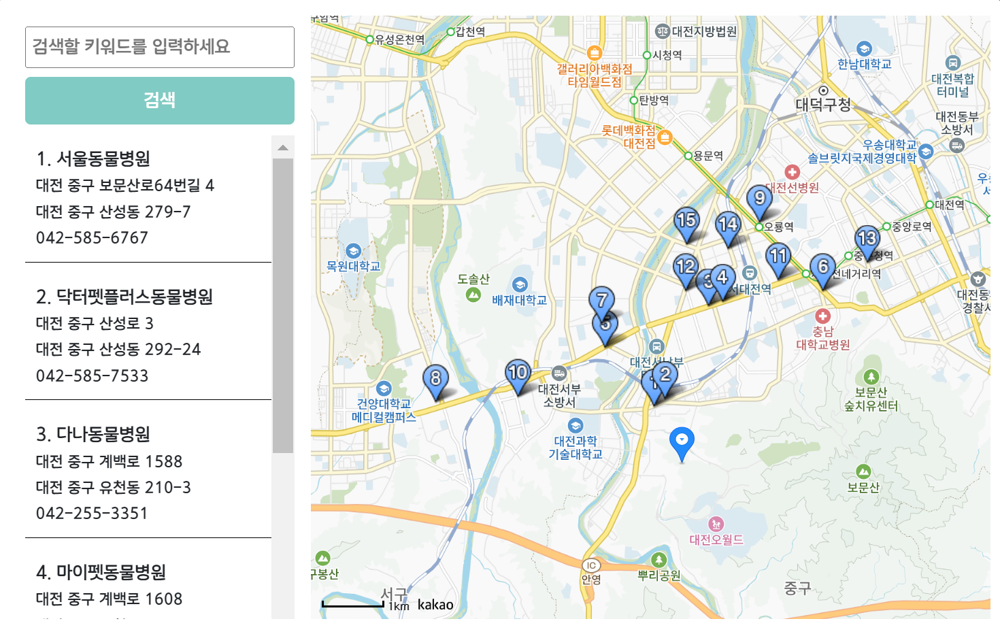 검색할 키워드를 입력하세요
검색
1. 서울동물병원
대전 중구 보문산로64번길 4
대전 중구 산성동 279-7
042-585-6767
2. 닥터펫플러스동물병원
대전 중구 산성로 3
대전 중구 산성동 292-24
042-585-7533
3. 다나동물병원
대전 중구 계백로 1588
대전 중구 유천동 210-3
042-255-3351
4. 마이펫동물병원
대전 중구 계백로 1608
갑천역
유성온천역
대전지방법원
시청역
갤러리아백화점
타임월드점
한남대학교
대전복합
터미널
탄방역
대덕구청
대전동부
소방서
롯데백화점
대전점
우송대학교
솔브릿지국제경영대학
용문역
대전선병원
9
대전역
15
14
오룡역
중앙로역
13
목원대학교
11
12
6
3
4
도솔산
배재대학교
서대전역
7
5
충남
대학교병원
8
10
대전서부
소방서
1
2
건양대학교
메디컬캠퍼스
보문산
숲치유센터
대전과학
기술대학교
보문산
대전오월드
구봉산
IC
안영
뿌리공원
중구
서구
1km
kakao